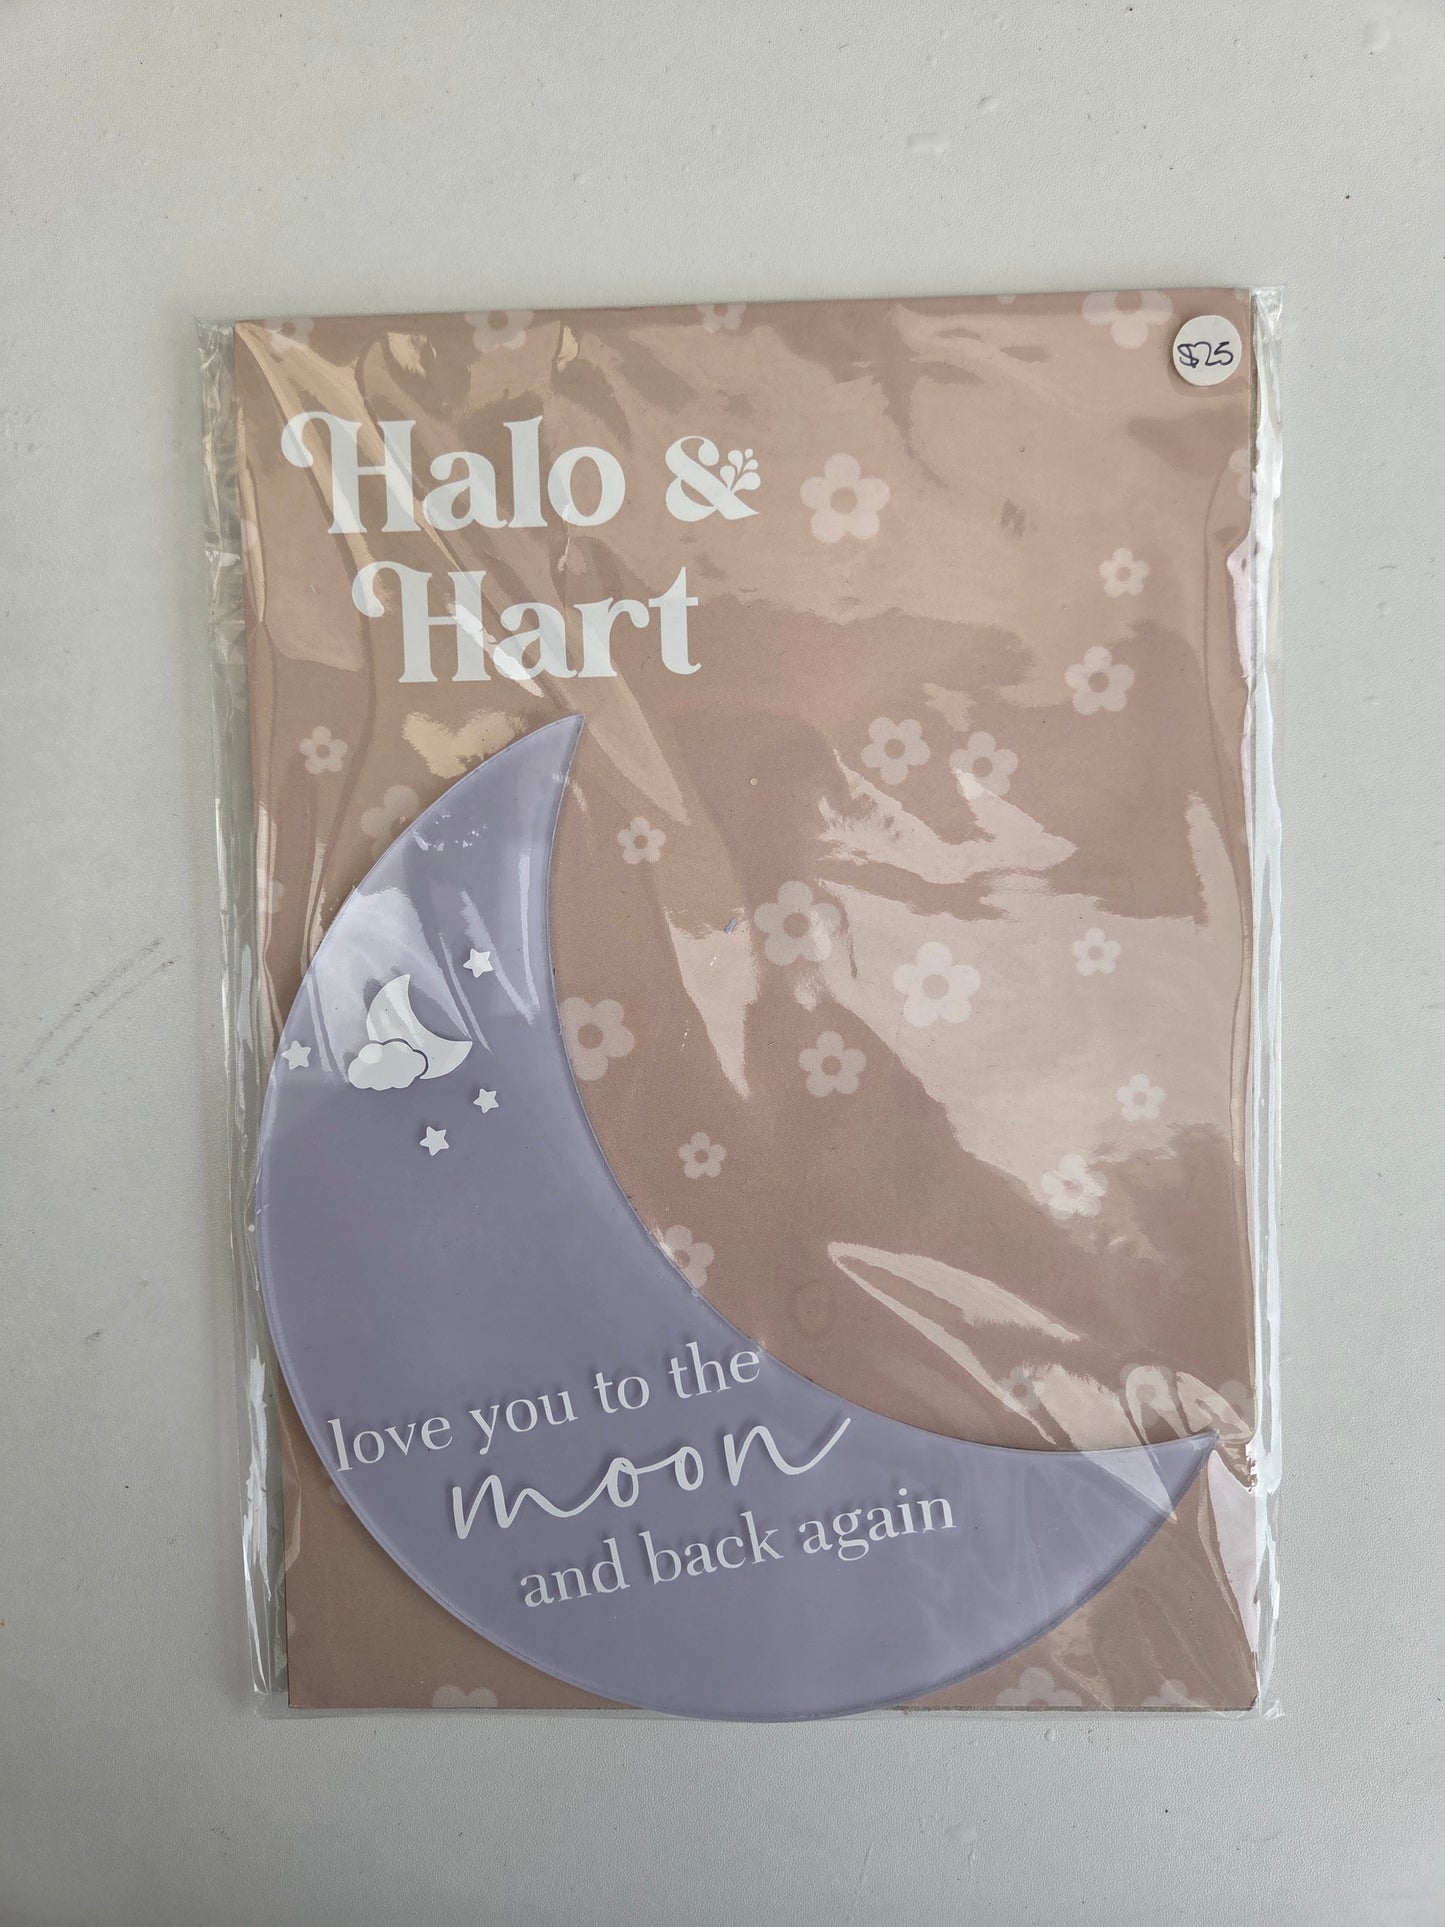 $25
Halo &
Hart
love you to the
moon
and back again